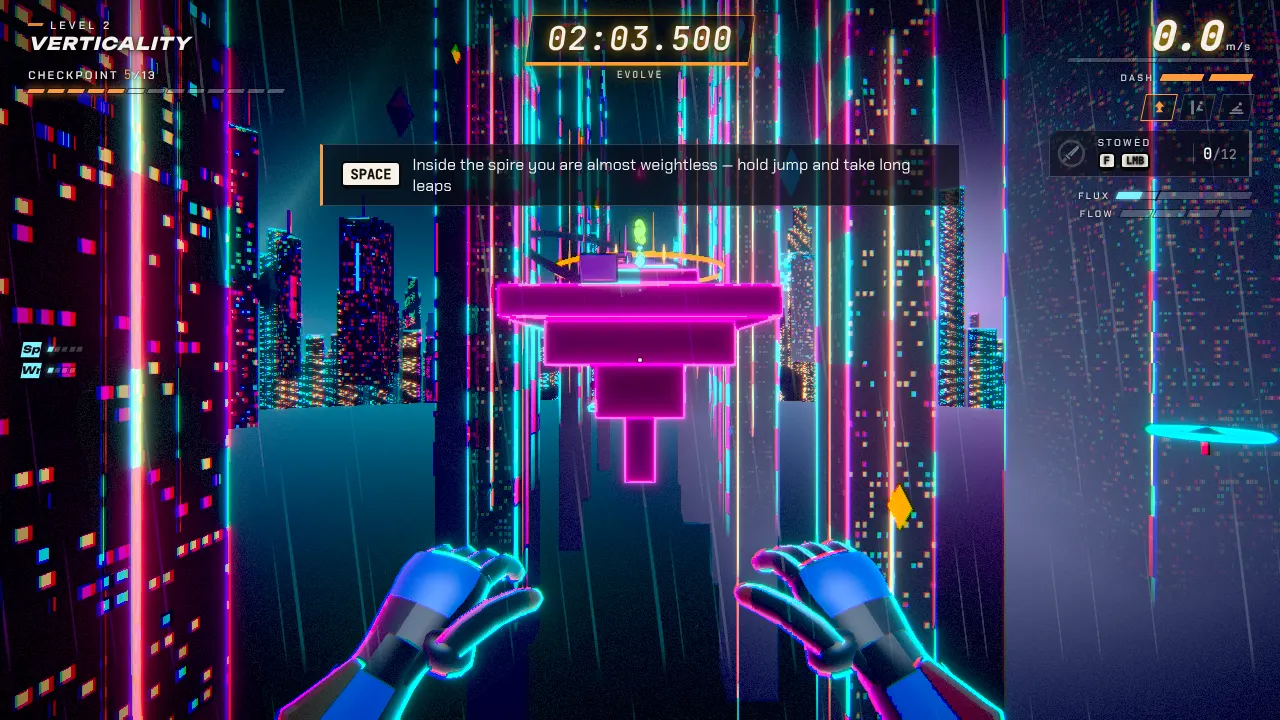 LEVEL 2
VERTICALITY
CHECKPOINT 5/13
02:03.500
EVOLVE
0.0 m/s
DASH
STOWED
F LMB
0/12
FLUX
FLOW
SPACE
Inside the spire you are almost weightless — hold jump and take long
leaps
Sp
Wr